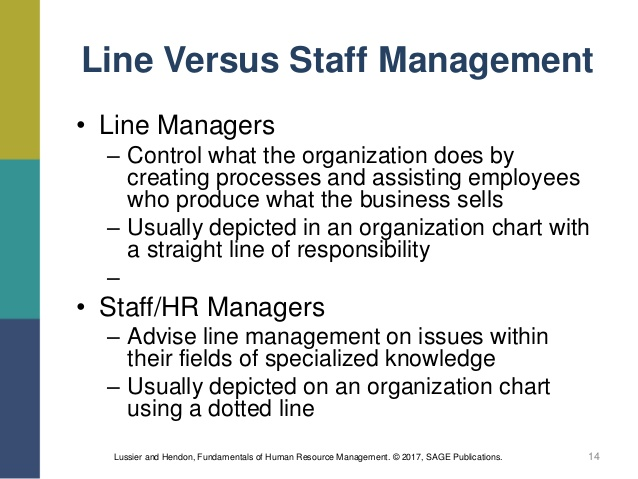 Line Versus Staff Management
• Line Managers
– Control what the organization does by
creating processes and assisting employees
who produce what the business sells
– Usually depicted in an organization chart with
a straight line of responsibility
–
• Staff/HR Managers
– Advise line management on issues within
their fields of specialized knowledge
– Usually depicted on an organization chart
using a dotted line
Lussier and Hendon, Fundamentals of Human Resource Management. © 2017, SAGE Publications. 14